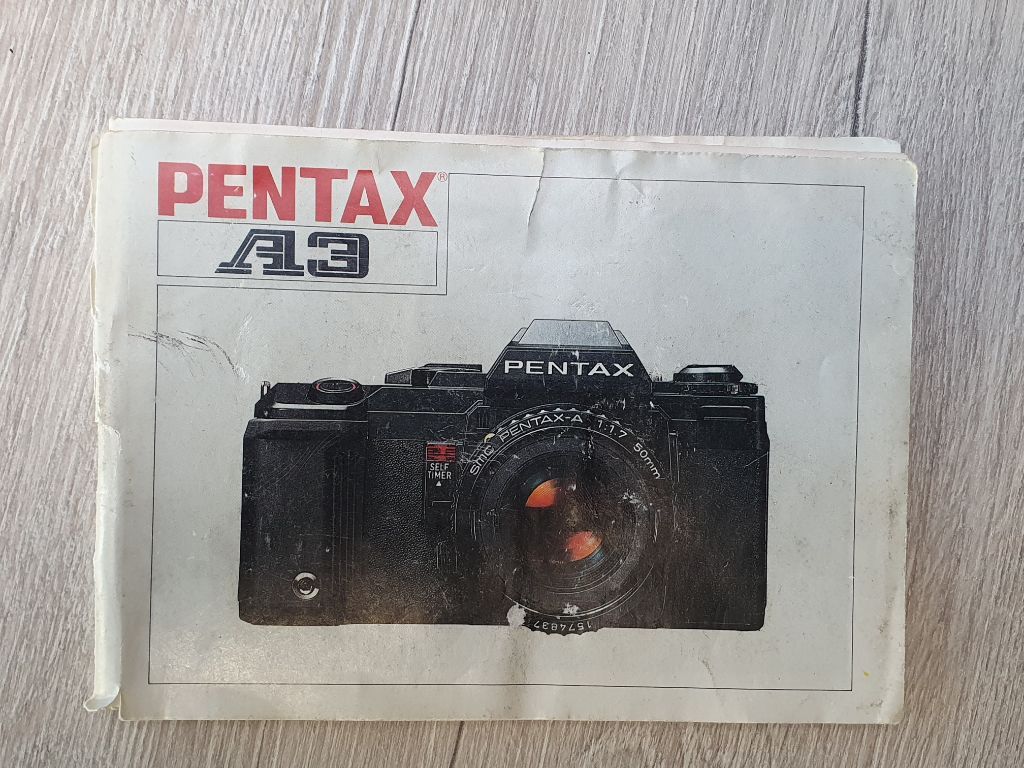 PENTAX®
A3
PENTAX
SMC PENTAX-A 1:1.7 50mm
SELF
TIMER
1574837